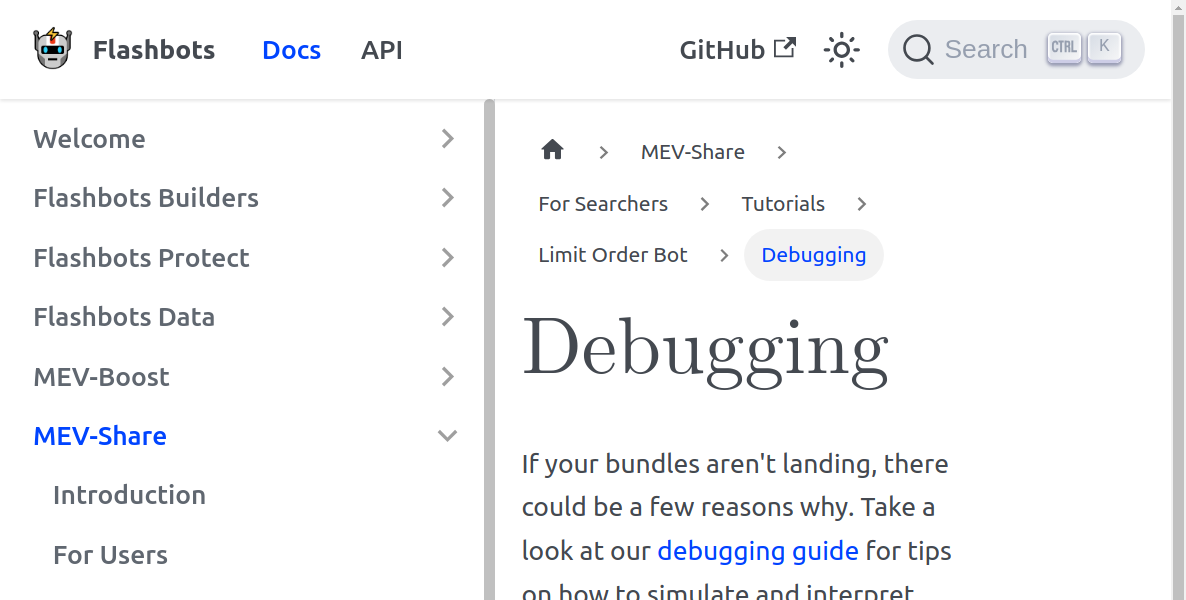 Flashbots Docs API GitHub Search CTRL K
Welcome
Flashbots Builders
Flashbots Protect
Flashbots Data
MEV-Boost
MEV-Share
Introduction
For Users
MEV-Share
For Searchers Tutorials
Limit Order Bot Debugging
Debugging
If your bundles aren't landing, there
could be a few reasons why. Take a
look at our debugging guide for tips
on how to simulate and interpret